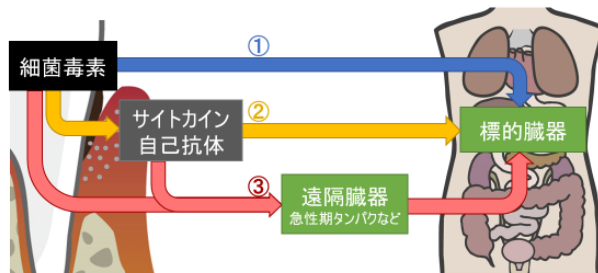 ①
細菌毒素
サイトカイン
自己抗体
②
標的臓器
③
遠隔臓器
急性期タンパクなど